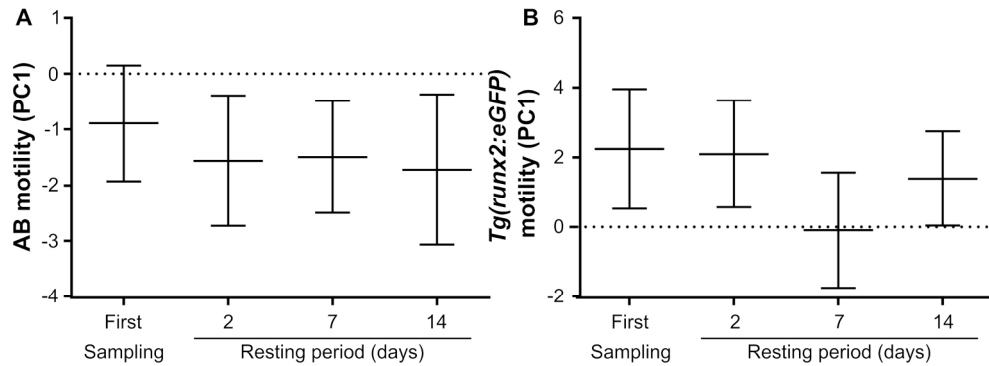 A
AB motility (PC1)
1
0
-1
-2
-3
-4
First
Sampling
2
7
14
Resting period (days)
B
Tg(runx2:eGFP)
motility (PC1)
6
4
2
0
-2
First
Sampling
2
7
14
Resting period (days)